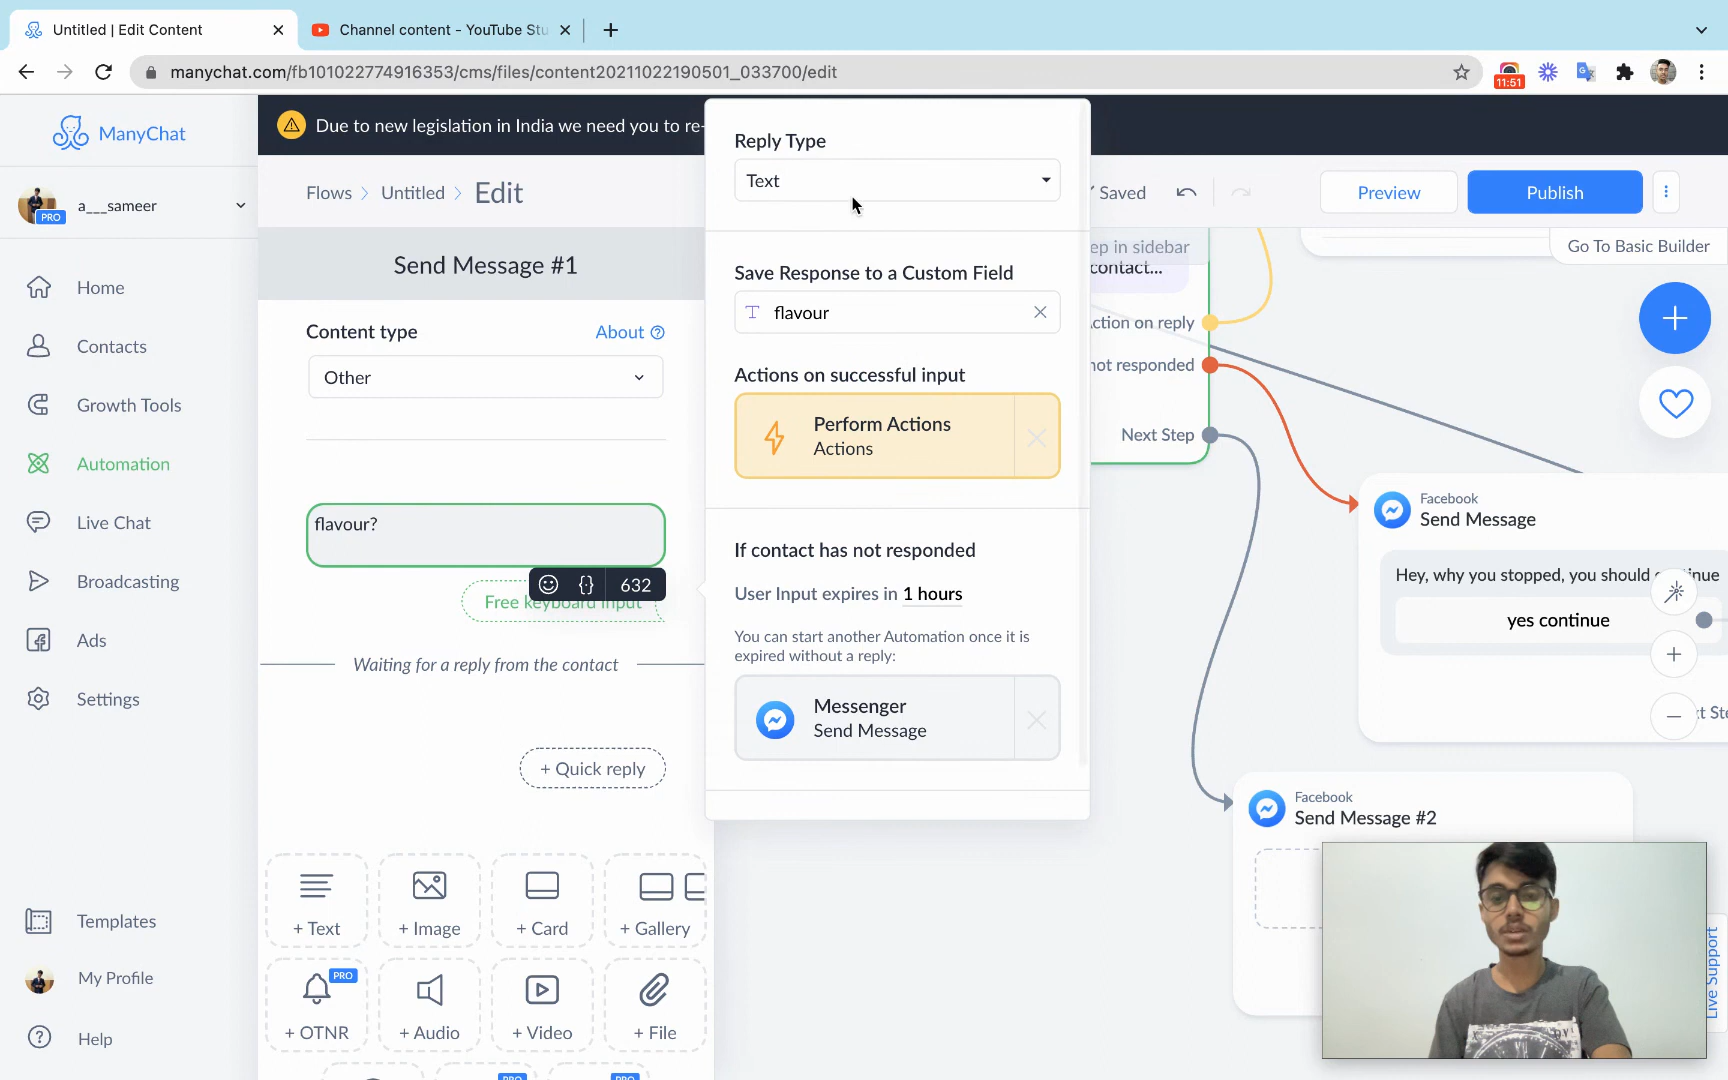 Untitled | Edit Content
Channel content - YouTube Stu
manychat.com/fb101022774916353/cms/files/content20211022190501_033700/edit
11:51
ManyChat
Due to new legislation in India we need you to re-
a___sameer
PRO
Flows > Untitled > Edit
Saved
Preview
Publish
Go To Basic Builder
Home
Contacts
Growth Tools
Automation
Live Chat
Broadcasting
Ads
Settings
Templates
My Profile
Help
Send Message #1
Content type
About
Other
flavour?
632
Free keyboard input
Waiting for a reply from the contact
+ Quick reply
+ Text
+ Image
+ Card
+ Gallery
PRO
+ OTNR
+ Audio
+ Video
+ File
PRO
PRO
Reply Type
Text
Save Response to a Custom Field
flavour
Actions on successful input
Perform Actions
Actions
If contact has not responded
User Input expires in 1 hours
You can start another Automation once it is
expired without a reply:
Messenger
Send Message
ep in sidebar
contact...
ction on reply
not responded
Next Step
Facebook
Send Message
Hey, why you stopped, you should continue
yes continue
t Ste
Facebook
Send Message #2
Live Support